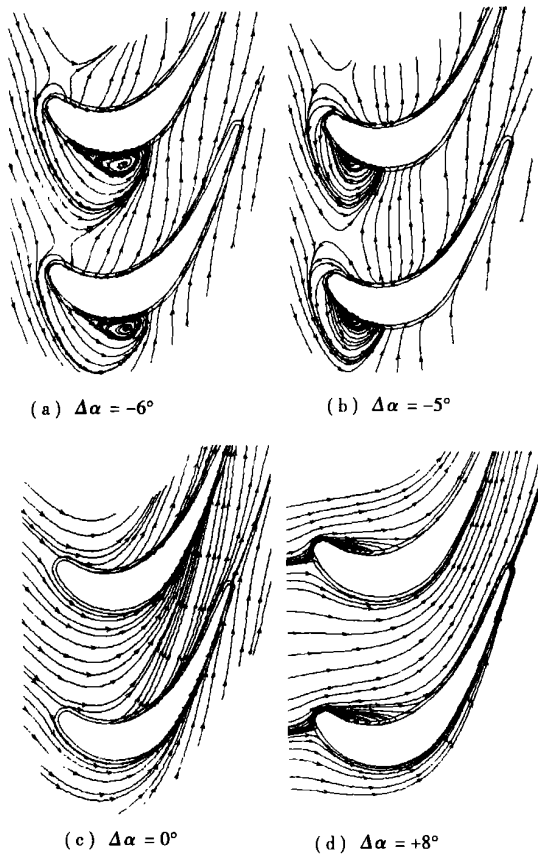 (a) Δα = −6°
(b) Δα = −5°
(c) Δα = 0°
(d) Δα = +8°